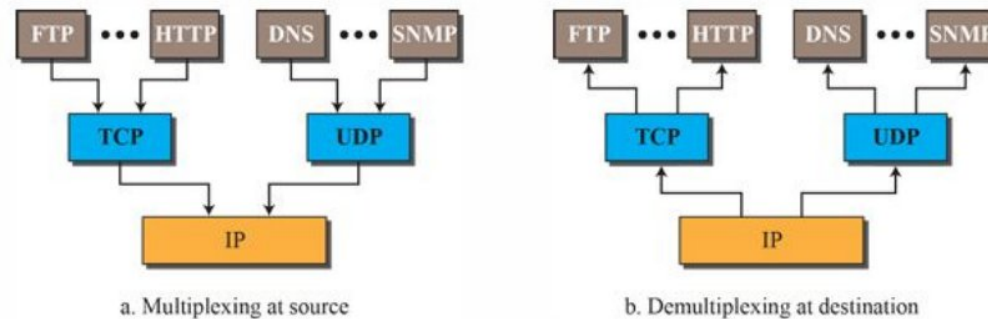 FTP ••• HTTP DNS ••• SNMP FTP ••• HTTP DNS ••• SNMP
TCP UDP TCP UDP
IP IP
a. Multiplexing at source b. Demultiplexing at destination